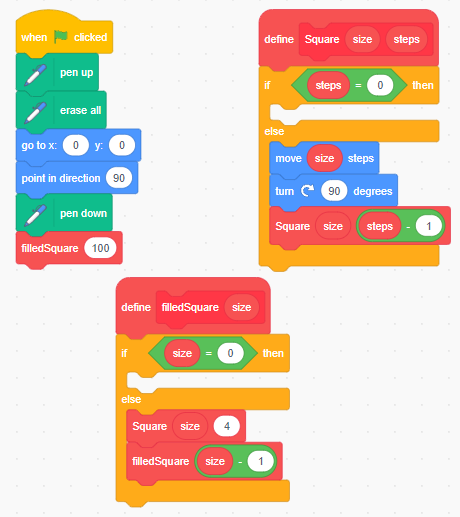 when clicked
pen up
erase all
go to x: 0 y: 0
point in direction 90
pen down
filledSquare 100
define Square size steps
if steps = 0 then
else
move size steps
turn 90 degrees
Square size steps - 1
define filledSquare size
if size = 0 then
else
Square size 4
filledSquare size - 1